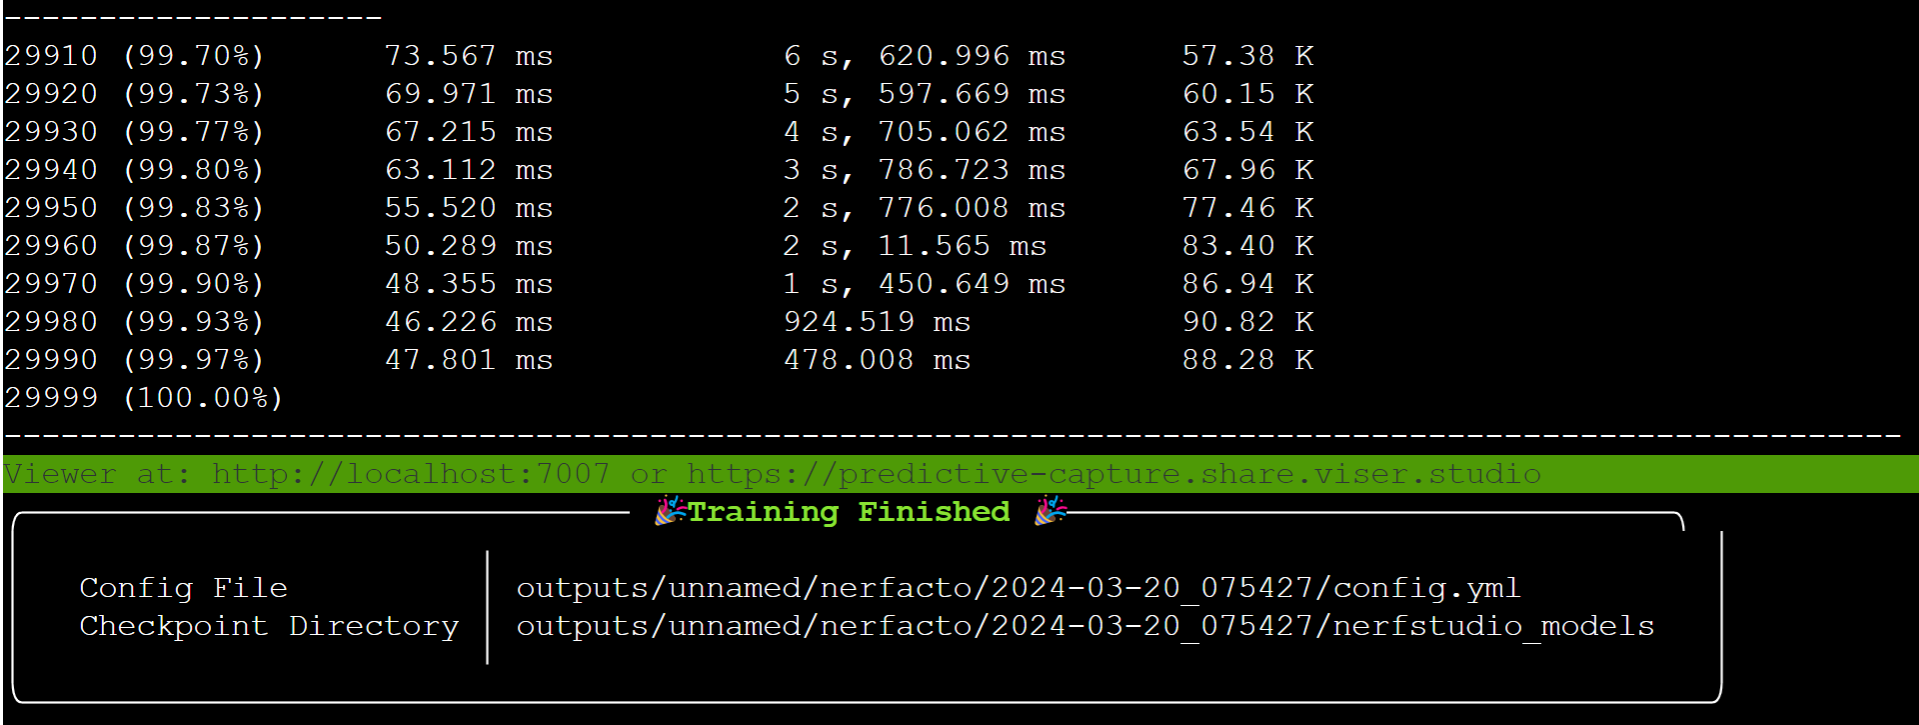 --------------------
29910 (99.70%) 73.567 ms 6 s, 620.996 ms 57.38 K
29920 (99.73%) 69.971 ms 5 s, 597.669 ms 60.15 K
29930 (99.77%) 67.215 ms 4 s, 705.062 ms 63.54 K
29940 (99.80%) 63.112 ms 3 s, 786.723 ms 67.96 K
29950 (99.83%) 55.520 ms 2 s, 776.008 ms 77.46 K
29960 (99.87%) 50.289 ms 2 s, 11.565 ms 83.40 K
29970 (99.90%) 48.355 ms 1 s, 450.649 ms 86.94 K
29980 (99.93%) 46.226 ms 924.519 ms 90.82 K
29990 (99.97%) 47.801 ms 478.008 ms 88.28 K
29999 (100.00%)
----------------------------------------------------------------------------------------------------
Viewer at: http://localhost:7007 or https://predictive-capture.share.viser.studio
🎉Training Finished 🎉
Config File outputs/unnamed/nerfacto/2024-03-20_075427/config.yml
Checkpoint Directory outputs/unnamed/nerfacto/2024-03-20_075427/nerfstudio_models